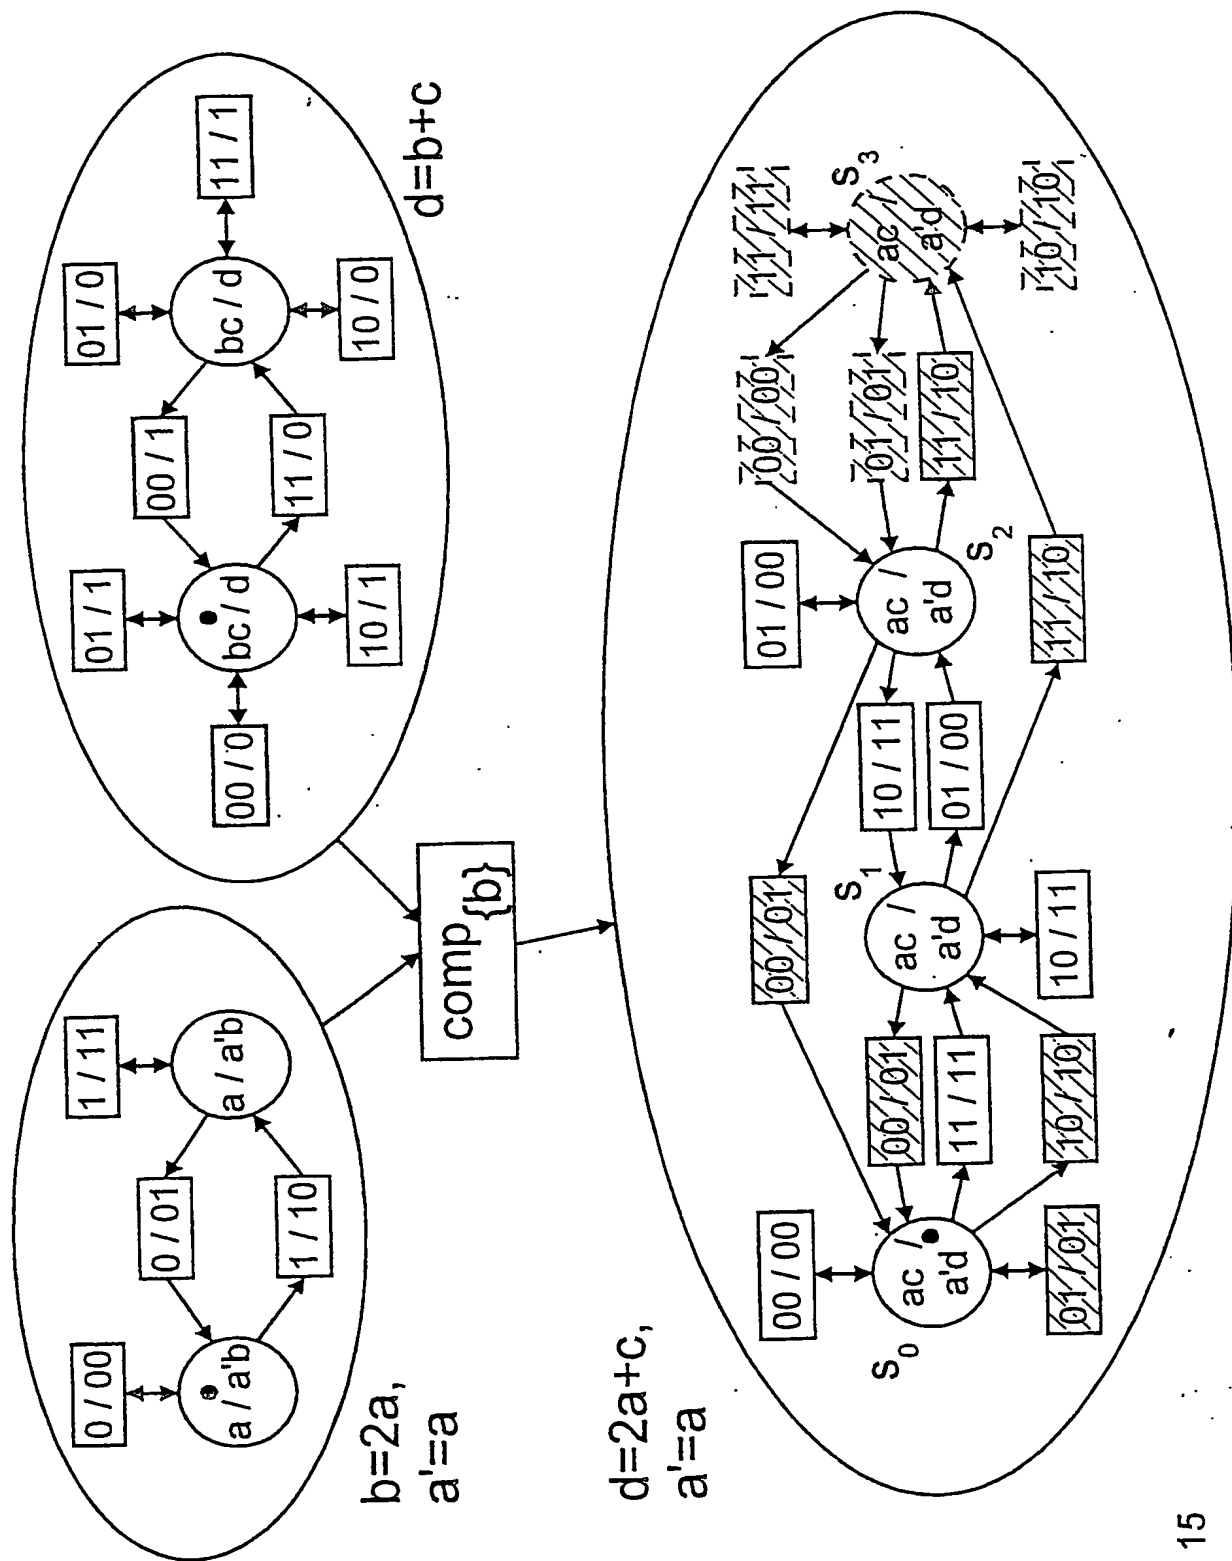 0 / 00
a / a'b
0 / 01
1 / 10
1 / 11
a / a'b
b=2a,
a'=a
00 / 0
01 / 1
bc / d
10 / 1
00 / 1
11 / 0
01 / 0
bc / d
10 / 0
11 / 1
d=b+c
comp{b}
d=2a+c,
a'=a
00 / 00
ac /
a'd
S0
01 / 01
00 / 01
00 / 01
11 / 11
10 / 10
S1
ac /
a'd
10 / 11
10 / 11
01 / 00
01 / 00
ac /
a'd
S2
11 / 10
00 / 00
01 / 01
11 / 10
11 / 11
S3
ac /
a'd
10 / 10
15